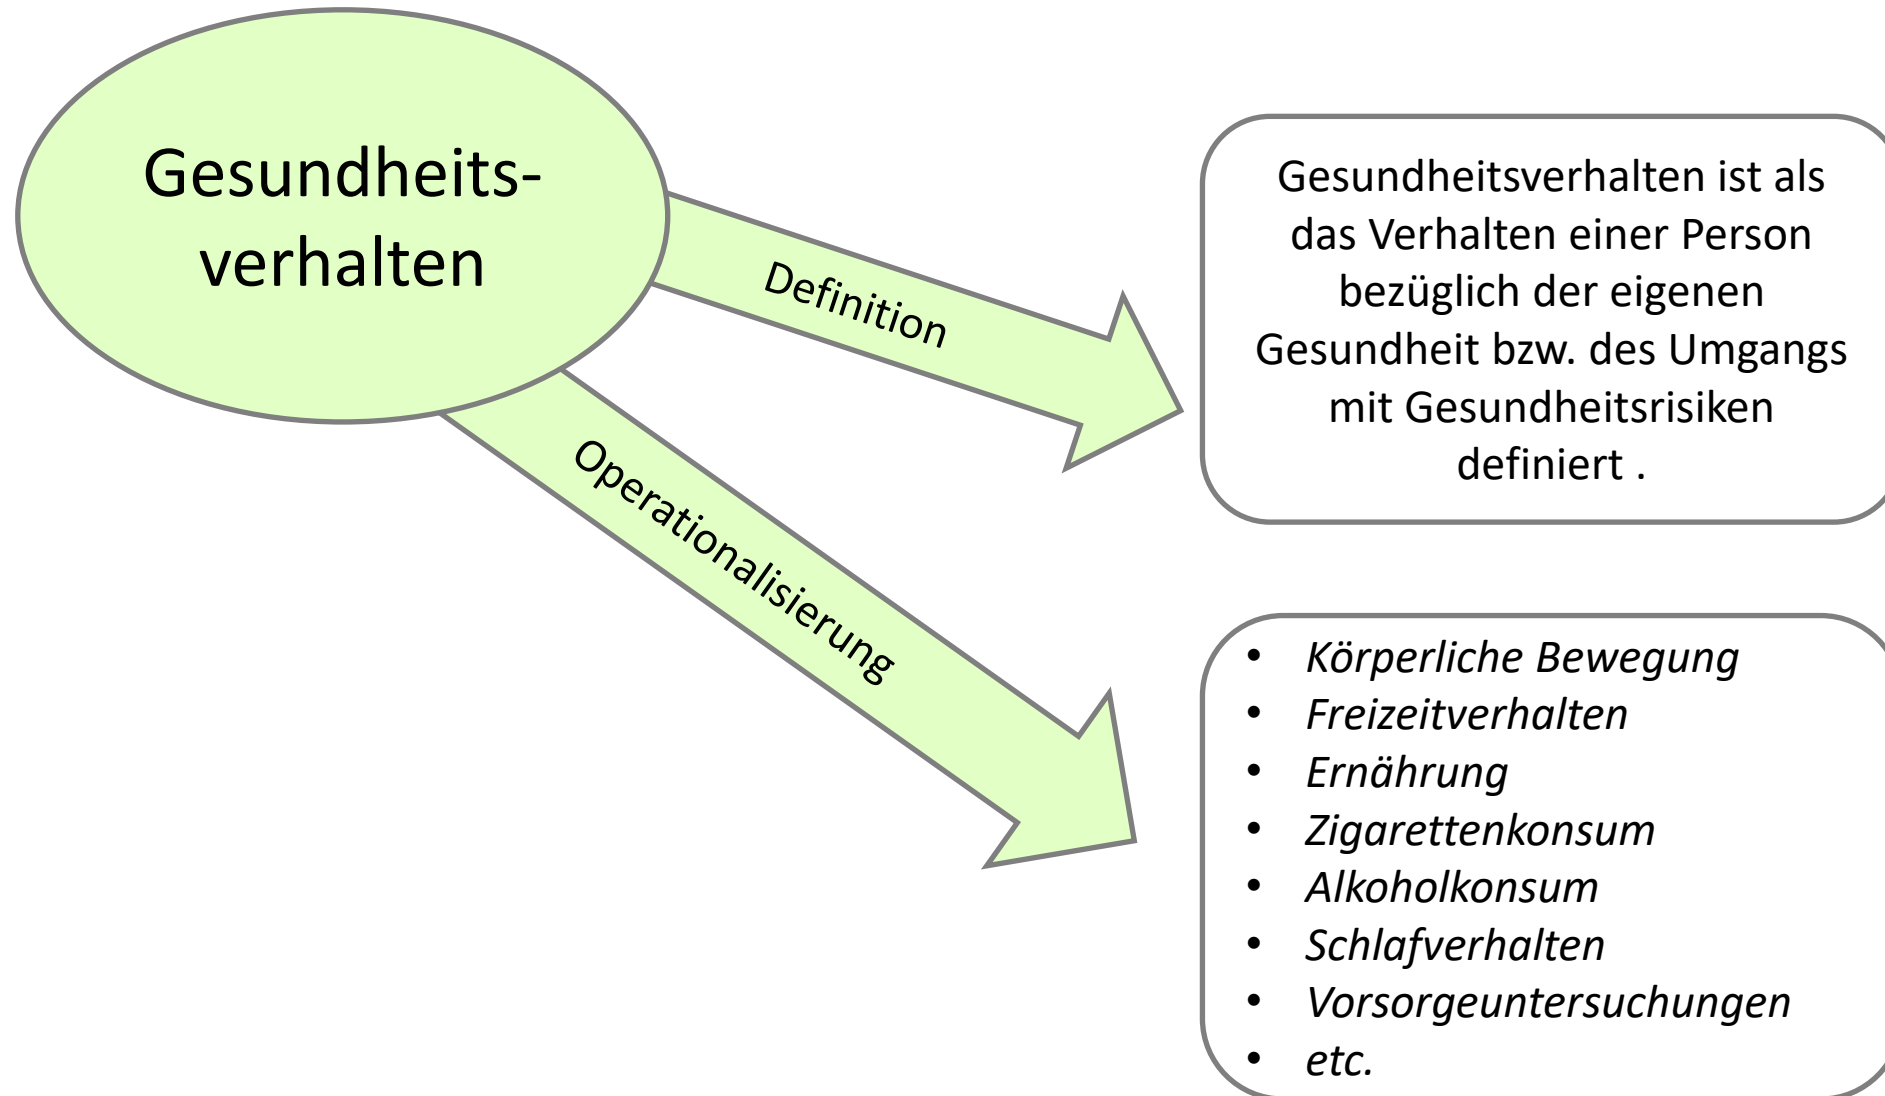 Gesundheits-
verhalten
Definition
Gesundheitsverhalten ist als
das Verhalten einer Person
bezüglich der eigenen
Gesundheit bzw. des Umgangs
mit Gesundheitsrisiken
definiert .
Operationalisierung
• Körperliche Bewegung
• Freizeitverhalten
• Ernährung
• Zigarettenkonsum
• Alkoholkonsum
• Schlafverhalten
• Vorsorgeuntersuchungen
• etc.